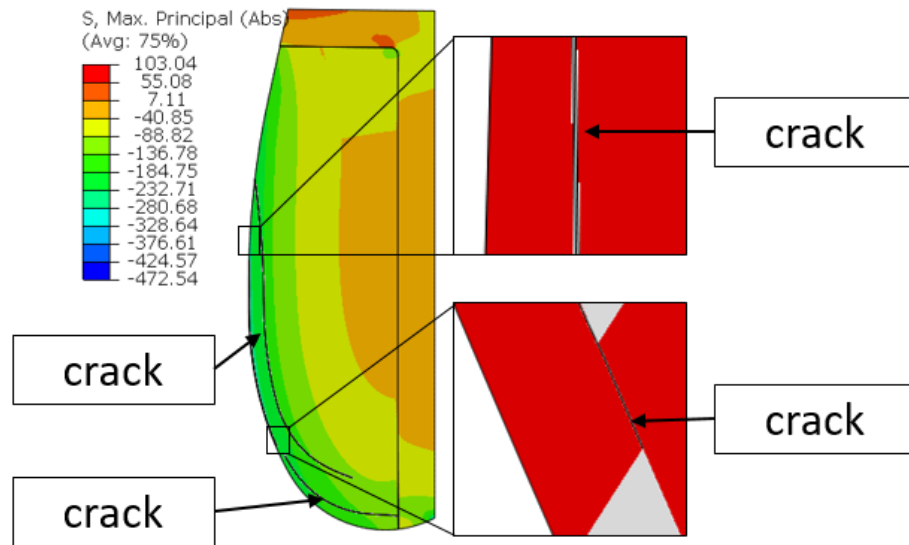 S, Max. Principal (Abs)
(Avg: 75%)
103.04
55.08
7.11
-40.85
-88.82
-136.78
-184.75
-232.71
-280.68
-328.64
-376.61
-424.57
-472.54
crack
crack
crack
crack